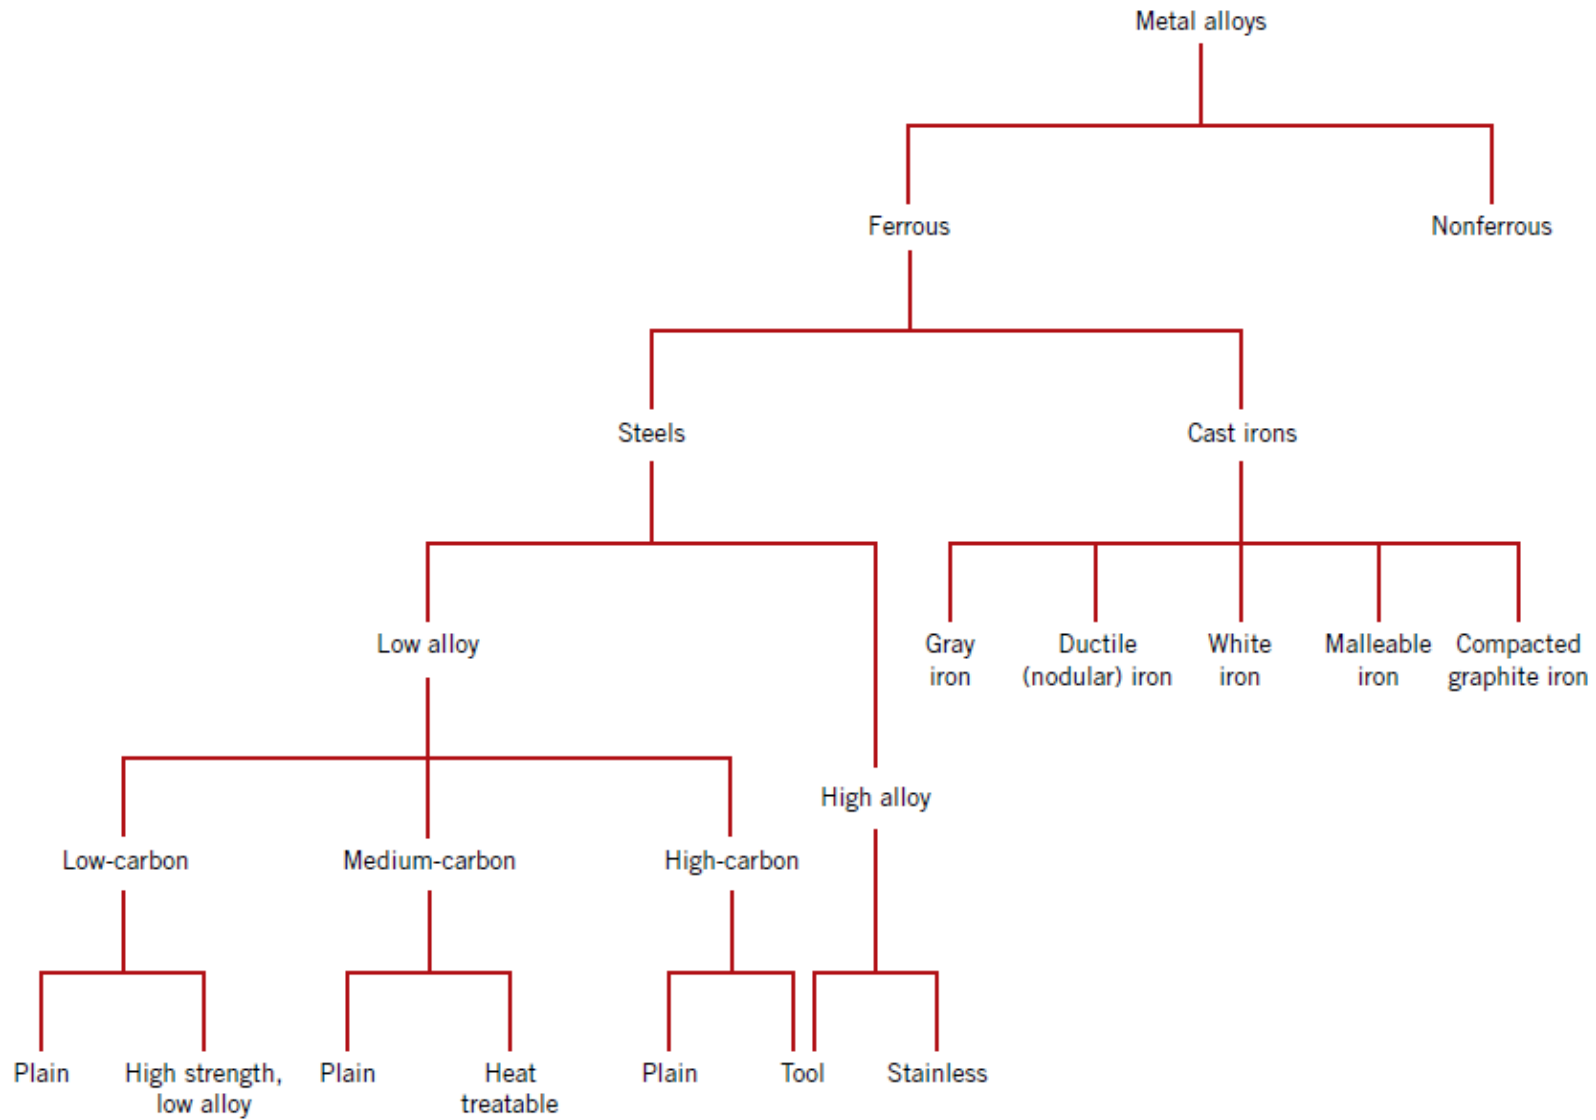 Metal alloys
Ferrous
Nonferrous
Steels
Cast irons
Low alloy
Gray
iron
Ductile
(nodular) iron
White
iron
Malleable
iron
Compacted
graphite iron
High alloy
Low-carbon
Medium-carbon
High-carbon
Plain
High strength,
low alloy
Plain
Heat
treatable
Plain
Tool
Stainless